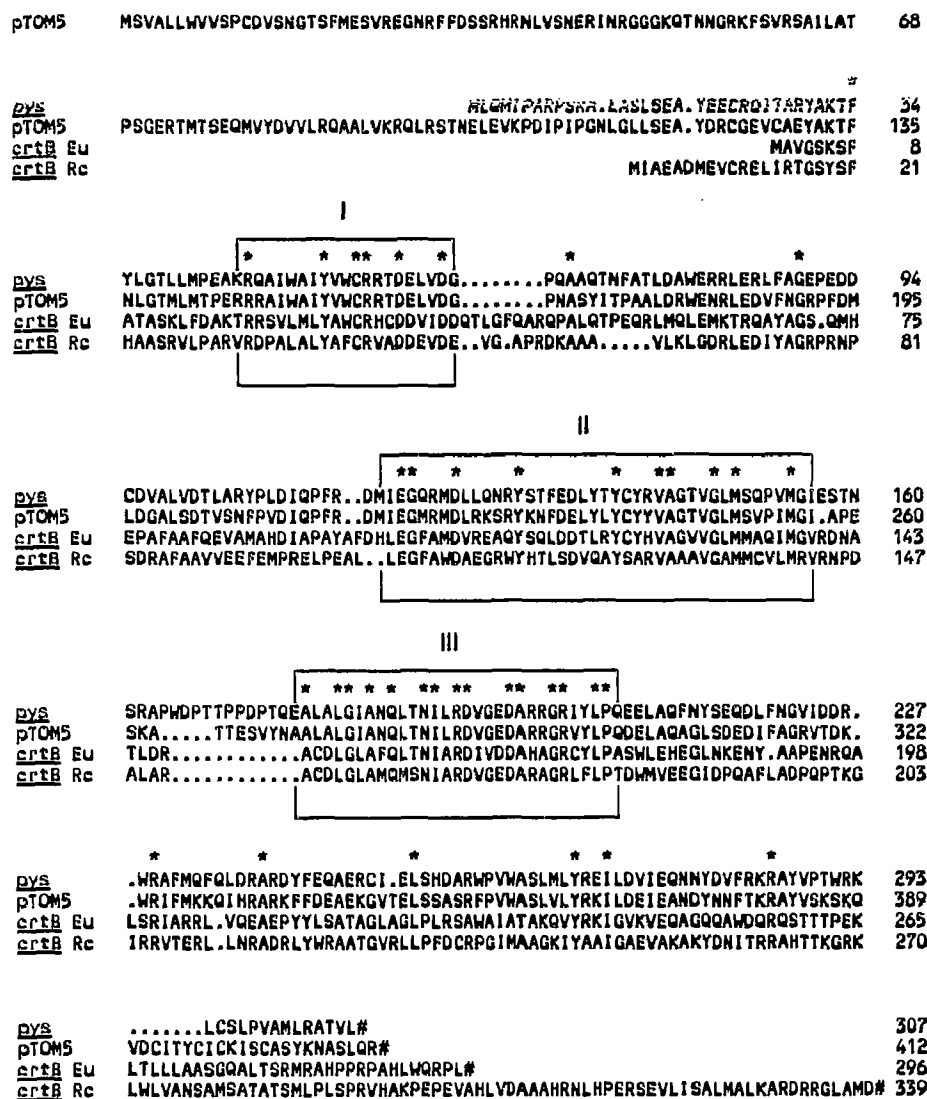 pTOM5 MSVALLWVVSPCDVSNGTSFMESVREGNRFFDSSRHRNLVSNERINRGGGKQTNNGRKFSVRSAILAT 68
*
pys MLQMIPARPSRA.LASLSEA.YEECRQITARYAKTF 34
pTOM5 PSGERTMTSEQMVYDVVLRQAALVKRQLRSTNELEVKPDIPIPGNLGLLSEA.YDRCGEVCAEYAKTF 135
crtB Eu MAVGSKSF 8
crtB Rc MIAEADMEVCRELIRTGSYSF 21
I
* * ** * * * *
pys YLGTLLMPEAKRQAIWAIYVWCRRTDELVDG........PQAAQTNFATLDAWERRLERLFAGEPEDD 94
pTOM5 NLGTMLMTPERRRAIWAIYVWCRRTDELVDG........PNASYITPAALDRWENRLEDVFNGRPFDM 195
crtB Eu ATASKLFDAKTRRSVLMLYAWCRHCDDVIDDQTLGFQARQPALQTPEQRLMQLEMKTRQAYAGS.QMH 75
crtB Rc HAASRVLPARVRDPALALYAFCRVADDEVDE..VG.APRDKAAA.....VLKLGDRLEDIYAGRPRNP 81
II
** * * * ** * * *
pys CDVALVDTLARYPLDIQPFR..DMIEGQRMDLLQNRYSTFEDLYTYCYRVAGTVGLMSQPVMGIESTN 160
pTOM5 LDGALSDTVSNFPVDIQPFR..DMIEGMRMDLRKSRYKNFDELYLYCYYVAGTVGLMSVPIMGI.APE 260
crtB Eu EPAFAAFQEVAMAHDIAPAYAFDHLEGFAMDVREAQYSQLDDTLRYCYHVAGVVGLMMAQIMGVRDNA 143
crtB Rc SDRAFAAVVEEFEMPRELPEAL..LEGFAWDAEGRWYHTLSDVQAYSARVAAAVGAMMCVLMRVRNPD 147
III
* ** * * ** ** ** ** **
pys SRAPWDPTTPPDPTQEALALGIANQLTNILRDVGEDARRGRIYLPQEELAQFNYSEQDLFNGVIDDR. 227
pTOM5 SKA.....TTESVYNAALALGIANQLTNILRDVGEDARRGRVYLPQDELAQAGLSDEDIFAGRVTDK. 322
crtB Eu TLDR...........ACDLGLAFQLTNIARDIVDDAHAGRCYLPASWLEHEGLNKENY.AAPENRQA 198
crtB Rc ALAR...........ACDLGLAMQMSNIARDVGEDARAGRLFLPTDWMVEEGIDPQAFLADPQPTKG 203
* * * * * *
pys .WRAFMQFQLDRARDYFEQAERCI.ELSHDARWPVWASLMLYREILDVIEQNNYDVFRKRAYVPTWRK 293
pTOM5 .WRIFMKKQIHRARKFFDEAEKGVTELSSASRFPVWASLVLYRKILDEIEANDYNNFTKRAYVSKSKQ 389
crtB Eu LSRIARRL.VQEAEPYYLSATAGLAGLPLRSAWAIATAKQVYRKIGVKVEQAGQQAWDQRQSTTTPEK 265
crtB Rc IRRVTERL.LNRADRLYWRAATGVRLLPFDCRPGIMAAGKIYAAIGAEVAKAKYDNITRRAHTTKGRK 270
pys .......LCSLPVAMLRATVL# 307
pTOM5 VDCITYCICKISCASYKNASLQR# 412
crtB Eu LTLLLAASGQALTSRMRAHPPRPAHLWQRPL# 296
crtB Rc LWLVANSAMSATATSMLPLSPRVHAKPEPEVAHLVDAAAHRNLHPERSEVLISALMALKARDRRGLAMD# 339